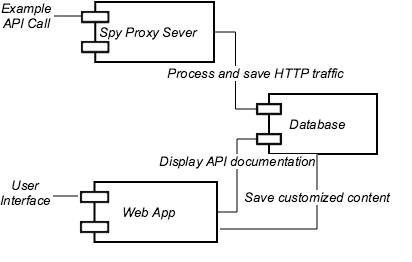 Example
API Call
Spy Proxy Sever
Process and save HTTP traffic
Database
Display API documentation
User
Interface
Web App
Save customized content